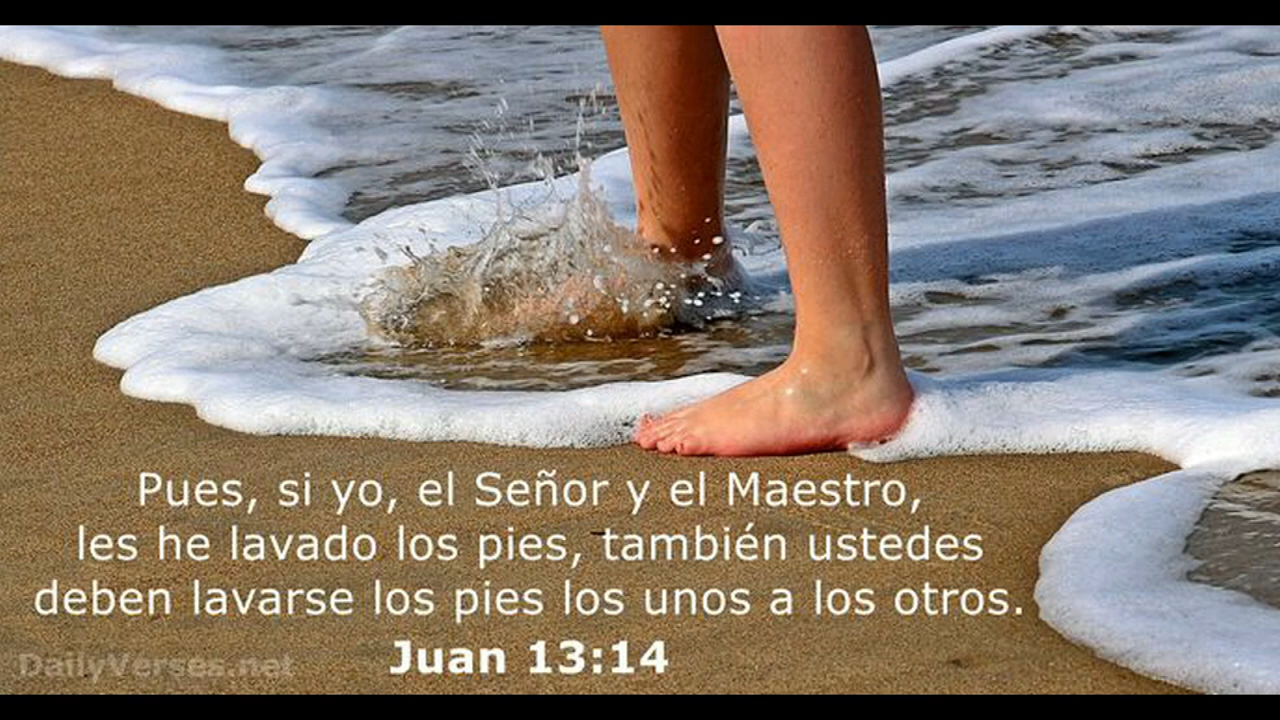 Pues, si yo, el Señor y el Maestro,
les he lavado los pies, también ustedes
deben lavarse los pies los unos a los otros.
Juan 13:14
DailyVerses.net